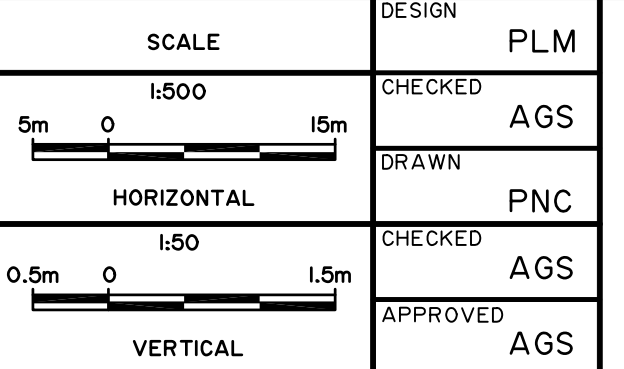 SCALE
1:500
5m 0 15m
HORIZONTAL
1:50
0.5m 0 1.5m
VERTICAL
DESIGN
PLM
CHECKED
AGS
DRAWN
PNC
CHECKED
AGS
APPROVED
AGS